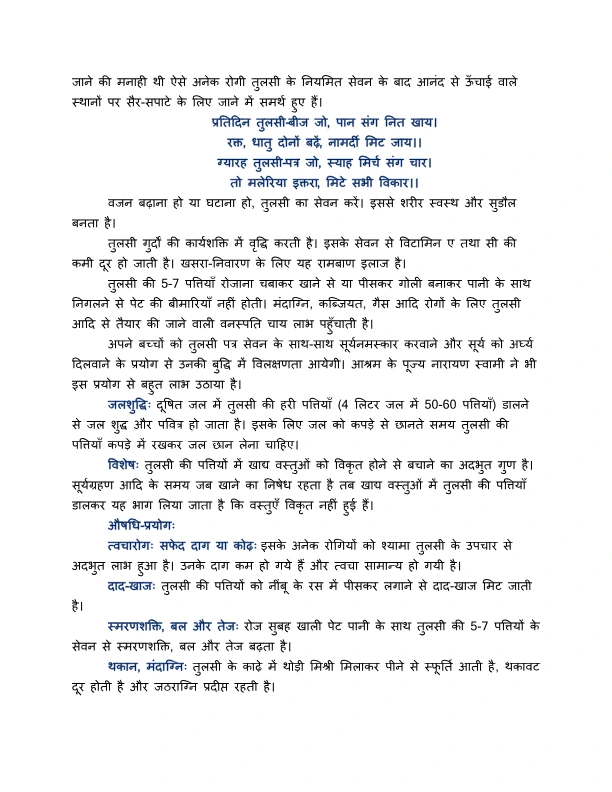 जाने की मनाही थी ऐसे अनेक रोगी तुलसी के नियमित सेवन के बाद आनंद से ऊँचाई वाले
स्थानों पर सैर-सपाटे के लिए जाने में समर्थ हुए हैं।
प्रतिदिन तुलसी-बीज जो, पान संग नित खाय।
रक्त, धातु दोनों बढ़ें, नामर्दी मिट जाय।।
ग्यारह तुलसी-पत्र जो, स्याह मिर्च संग चार।
तो मलेरिया इक्तरा, मिटे सभी विकार।।
वजन बढ़ाना हो या घटाना हो, तुलसी का सेवन करें। इससे शरीर स्वस्थ और सुडौल
बनता है।
तुलसी गुर्दों की कार्यशक्ति में वृद्धि करती है। इसके सेवन से विटामिन ए तथा सी की
कमी दूर हो जाती है। खसरा-निवारण के लिए यह रामबाण इलाज है।
तुलसी की 5-7 पत्तियाँ रोजाना चबाकर खाने से या पीसकर गोली बनाकर पानी के साथ
निगलने से पेट की बीमारियाँ नहीं होती। मंदाग्नि, कब्जियत, गैस आदि रोगों के लिए तुलसी
आदि से तैयार की जाने वाली वनस्पति चाय लाभ पहुँचाती है।
अपने बच्चों को तुलसी पत्र सेवन के साथ-साथ सूर्यनमस्कार करवाने और सूर्य को अर्घ्य
दिलवाने के प्रयोग से उनकी बुद्धि में विलक्षणता आयेगी। आश्रम के पूज्य नारायण स्वामी ने भी
इस प्रयोग से बहुत लाभ उठाया है।
जलशुद्धिः दूषित जल में तुलसी की हरी पत्तियाँ (4 लिटर जल में 50-60 पत्तियाँ) डालने
से जल शुद्ध और पवित्र हो जाता है। इसके लिए जल को कपड़े से छानते समय तुलसी की
पत्तियाँ कपड़े में रखकर जल छान लेना चाहिए।
विशेषः तुलसी की पत्तियों में खाद्य वस्तुओं को विकृत होने से बचाने का अदभुत गुण है।
सूर्यग्रहण आदि के समय जब खाने का निषेध रहता है तब खाद्य वस्तुओं में तुलसी की पत्तियाँ
डालकर यह भाग लिया जाता है कि वस्तुएँ विकृत नहीं हुई हैं।
औषधि-प्रयोगः
त्वचारोगः सफेद दाग या कोढ़ः इसके अनेक रोगियों को श्यामा तुलसी के उपचार से
अदभुत लाभ हुआ है। उनके दाग कम हो गये हैं और त्वचा सामान्य हो गयी है।
दाद-खाजः तुलसी की पत्तियों को नींबू के रस में पीसकर लगाने से दाद-खाज मिट जाती
है।
स्मरणशक्ति, बल और तेजः रोज सुबह खाली पेट पानी के साथ तुलसी की 5-7 पत्तियों के
सेवन से स्मरणशक्ति, बल और तेज बढ़ता है।
थकान, मंदाग्निः तुलसी के काढ़े में थोड़ी मिश्री मिलाकर पीने से स्फूर्ति आती है, थकावट
दूर होती है और जठराग्नि प्रदीप्त रहती है।